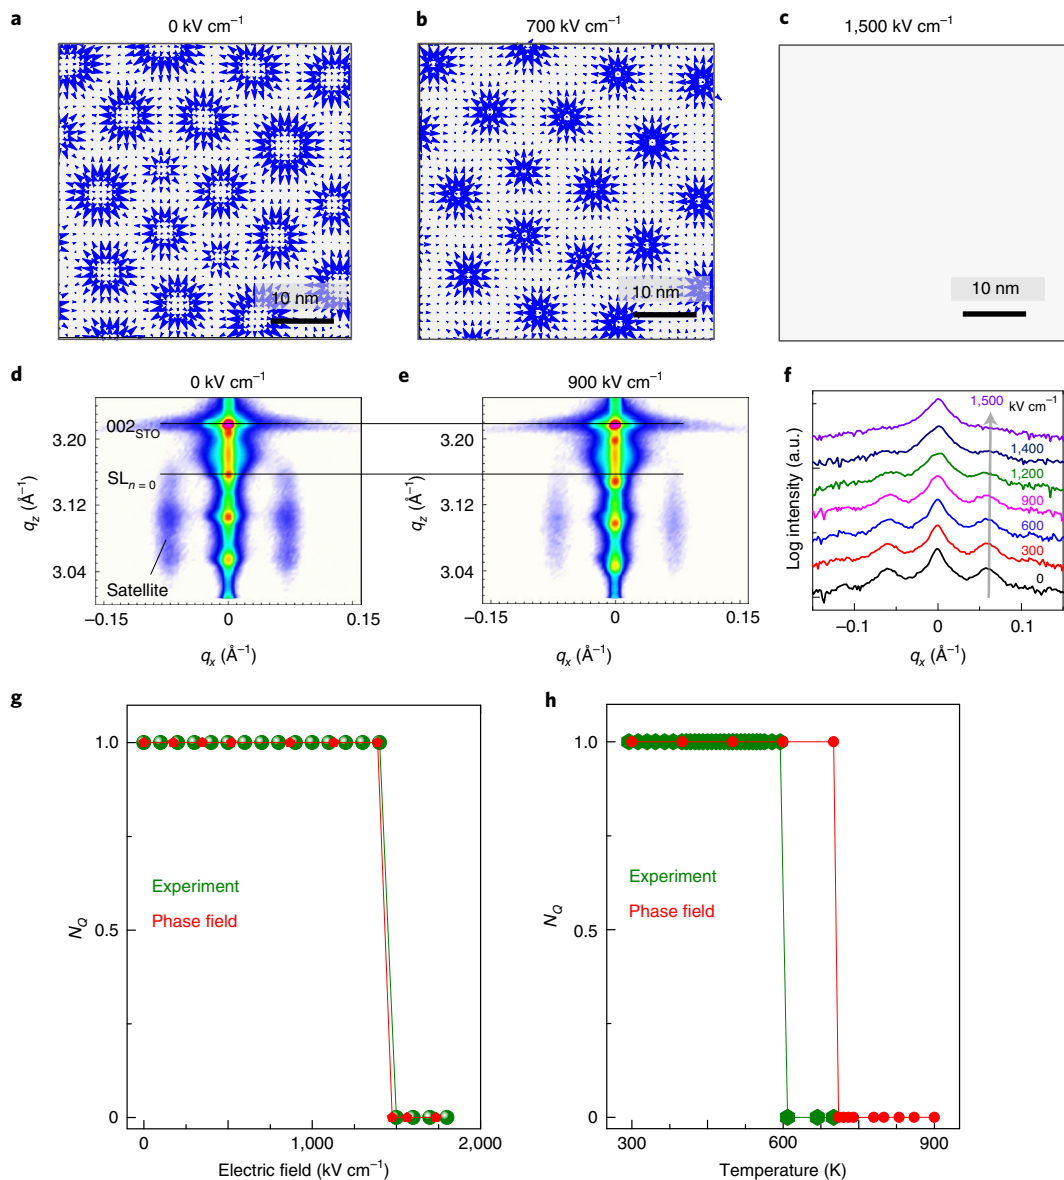 a
0 kV cm⁻¹
10 nm
b
700 kV cm⁻¹
10 nm
c
1,500 kV cm⁻¹
10 nm
d
0 kV cm⁻¹
002STO
SLn = 0
Satellite
3.20
3.12
3.04
qz (Å⁻¹)
−0.15
0
0.15
qx (Å⁻¹)
e
900 kV cm⁻¹
3.20
3.12
3.04
qz (Å⁻¹)
−0.15
0
0.15
qx (Å⁻¹)
f
1,500 kV cm⁻¹
1,400
1,200
900
600
300
0
Log intensity (a.u.)
−0.1
0
0.1
qx (Å⁻¹)
g
1.0
0.5
0
NQ
Experiment
Phase field
0
1,000
2,000
Electric field (kV cm⁻¹)
h
1.0
0.5
0
NQ
Experiment
Phase field
300
600
900
Temperature (K)